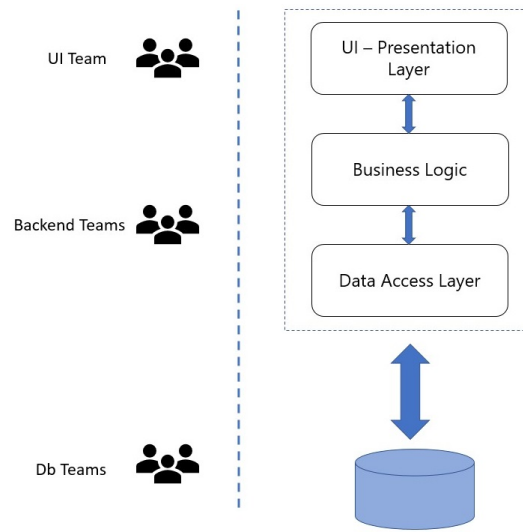 UI Team
UI – Presentation
Layer
Business Logic
Backend Teams
Data Access Layer
Db Teams